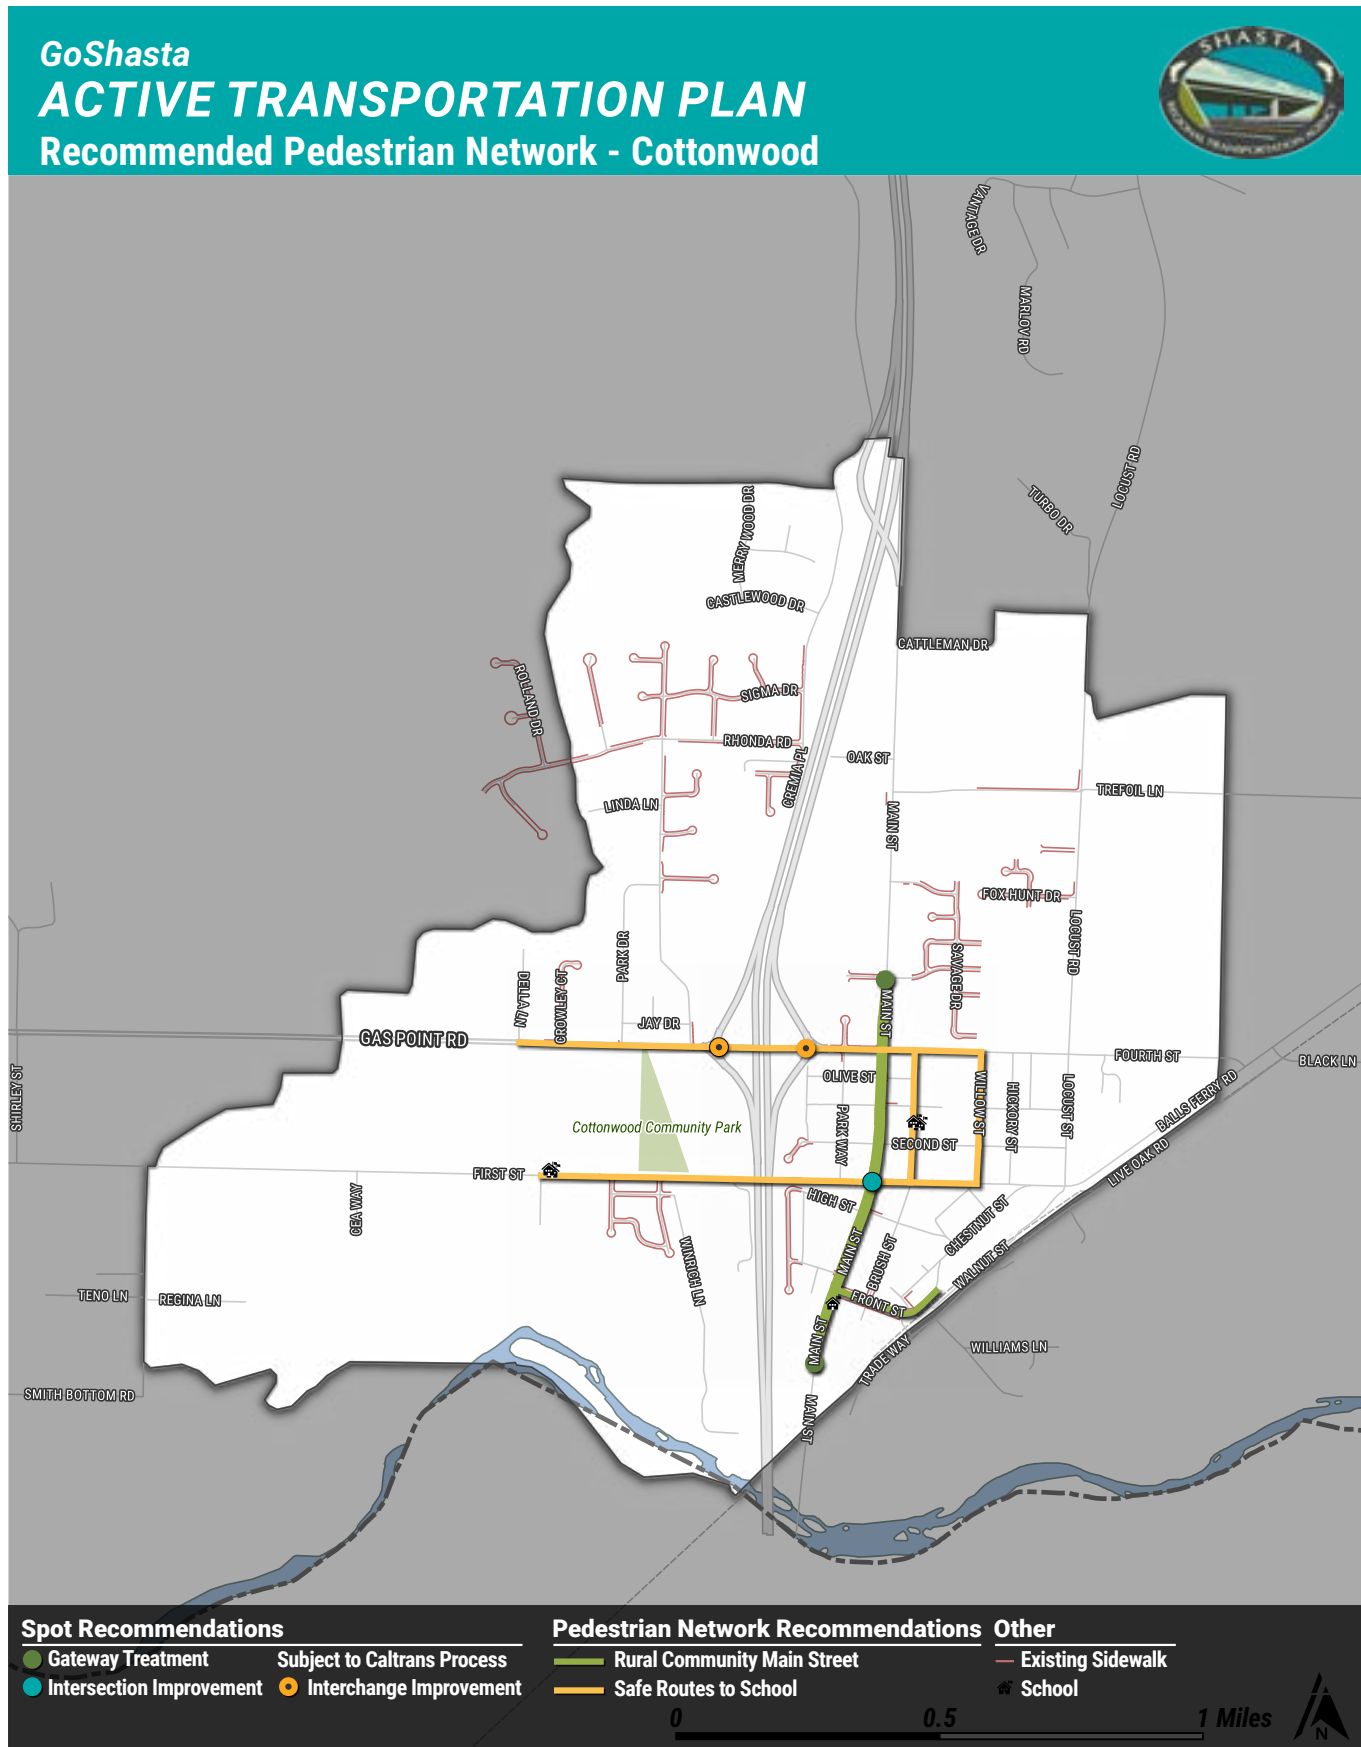 GoShasta
ACTIVE TRANSPORTATION PLAN
Recommended Pedestrian Network - Cottonwood
SHASTA
REGIONAL TRANSPORTATION AGENCY
VANTAGE DR
MARLOV RD
LOCUST RD
TURBO DR
MERRY WOOD DR
CASTLEWOOD DR
CATTLEMAN DR
ROLLAND DR
SIGMA DR
RHONDA RD
CREMIA PL
OAK ST
LINDA LN
TREFOIL LN
MAIN ST
FOX HUNT DR
LOCUST RD
PARK DR
SAVAGE DR
DELLA LN
CROWLEY CT
MAIN ST
JAY DR
GAS POINT RD
FOURTH ST
BLACK LN
SHIRLEY ST
OLIVE ST
WILLOW ST
HICKORY ST
LOCUST ST
BALLS FERRY RD
PARK WAY
Cottonwood Community Park
SECOND ST
LIVE OAK RD
FIRST ST
CEA WAY
HIGH ST
CHESTNUT ST
WINRICH LN
MAIN ST
BRUSH ST
WALNUT ST
TENO LN
REGINA LN
FRONT ST
MAIN ST
TRADE WAY
WILLIAMS LN
SMITH BOTTOM RD
MAIN ST
Spot Recommendations
Gateway Treatment
Intersection Improvement
Subject to Caltrans Process
Interchange Improvement
Pedestrian Network Recommendations
Rural Community Main Street
Safe Routes to School
Other
Existing Sidewalk
School
0 0.5 1 Miles
N